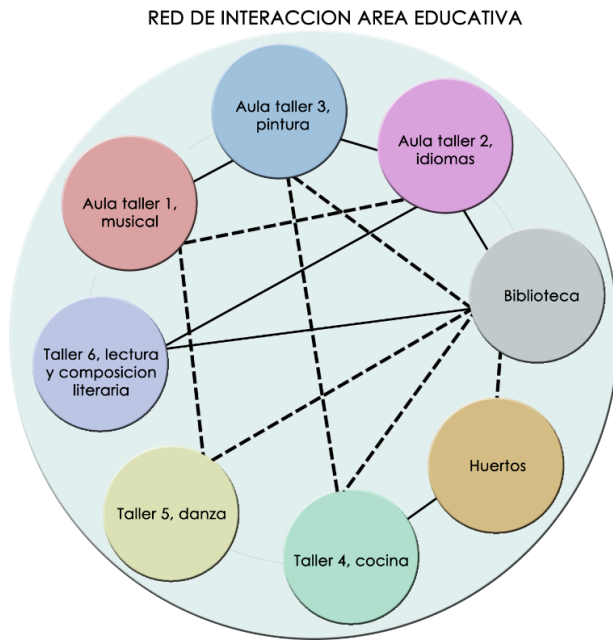 RED DE INTERACCION AREA EDUCATIVA
Aula taller 3,
pintura
Aula taller 2,
idiomas
Aula taller 1,
musical
Biblioteca
Taller 6, lectura
y composicion
literaria
Huertos
Taller 5, danza
Taller 4, cocina